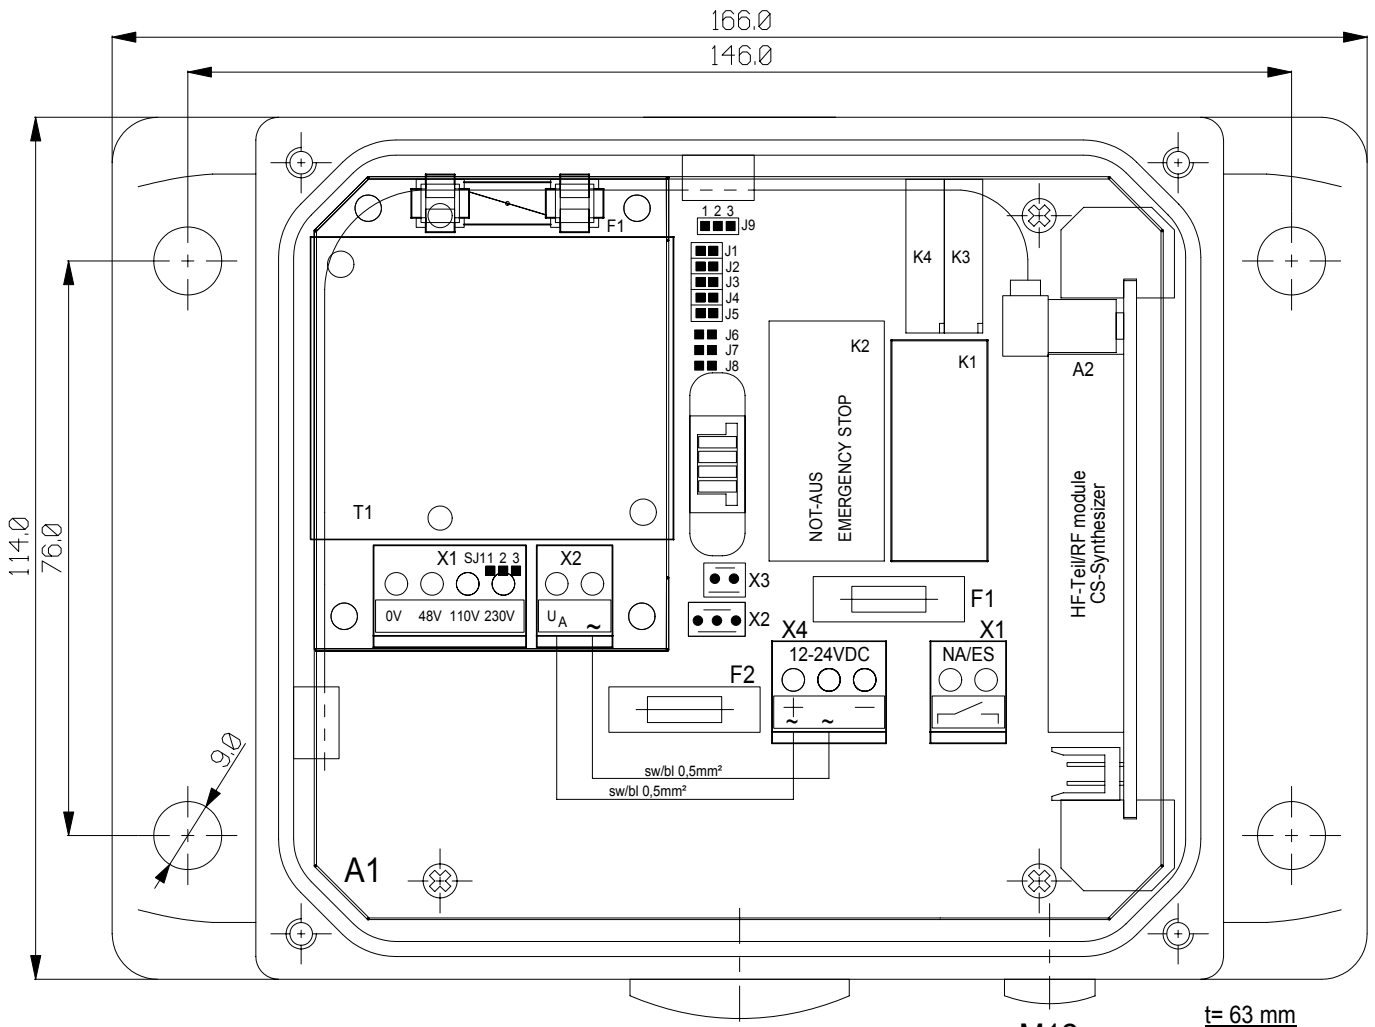 166.0
146.0
114.0
76.0
9.0
F1
1 2 3
J9
J1
J2
J3
J4
J5
J6
J7
J8
K4
K3
K2
K1
A2
NOT-AUS
EMERGENCY STOP
HF-Teil/RF module
CS-Synthesizer
T1
X1 SJ11 2 3
X2
0V 48V 110V 230V
UA ~
X3
X2
F1
X4
X1
12-24VDC
NA/ES
F2
+ −
~ ~
sw/bl 0,5mm²
sw/bl 0,5mm²
A1
t= 63 mm